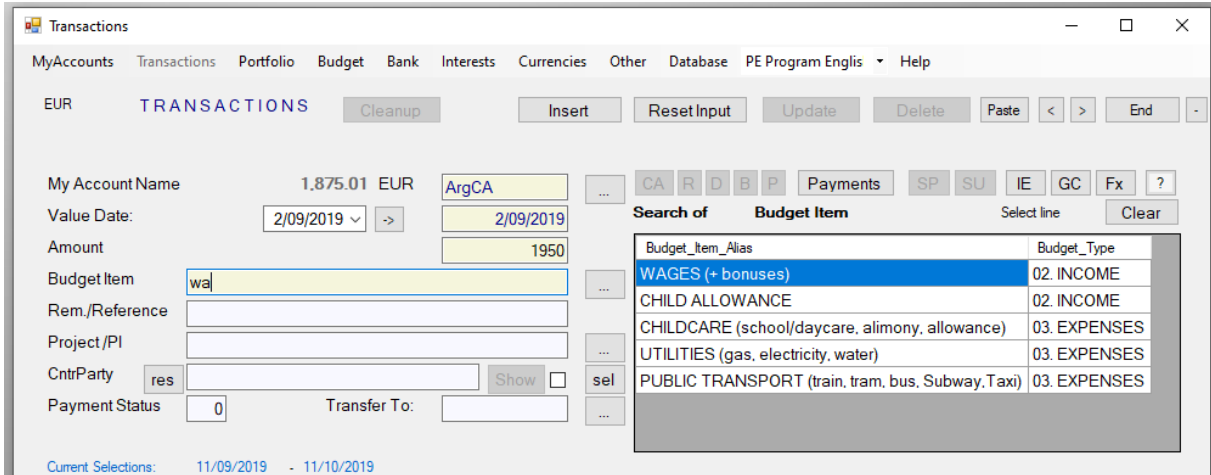 Transactions
MyAccounts Transactions Portfolio Budget Bank Interests Currencies Other Database PE Program Englis Help
EUR TRANSACTIONS Cleanup Insert Reset Input Update Delete Paste < > End -
My Account Name 1,875.01 EUR ArgCA ... CA R D B P Payments SP SU IE GC Fx ?
Value Date: 2/09/2019 -> 2/09/2019 Search of Budget Item Select line Clear
Amount 1950
Budget Item wa ...
Rem./Reference
Project /PI ...
CntrParty res Show sel
Payment Status 0 Transfer To: ...
Budget_Item_Alias Budget_Type
WAGES (+ bonuses) 02. INCOME
CHILD ALLOWANCE 02. INCOME
CHILDCARE (school/daycare, alimony, allowance) 03. EXPENSES
UTILITIES (gas, electricity, water) 03. EXPENSES
PUBLIC TRANSPORT (train, tram, bus, Subway,Taxi) 03. EXPENSES
Current Selections: 11/09/2019 - 11/10/2019